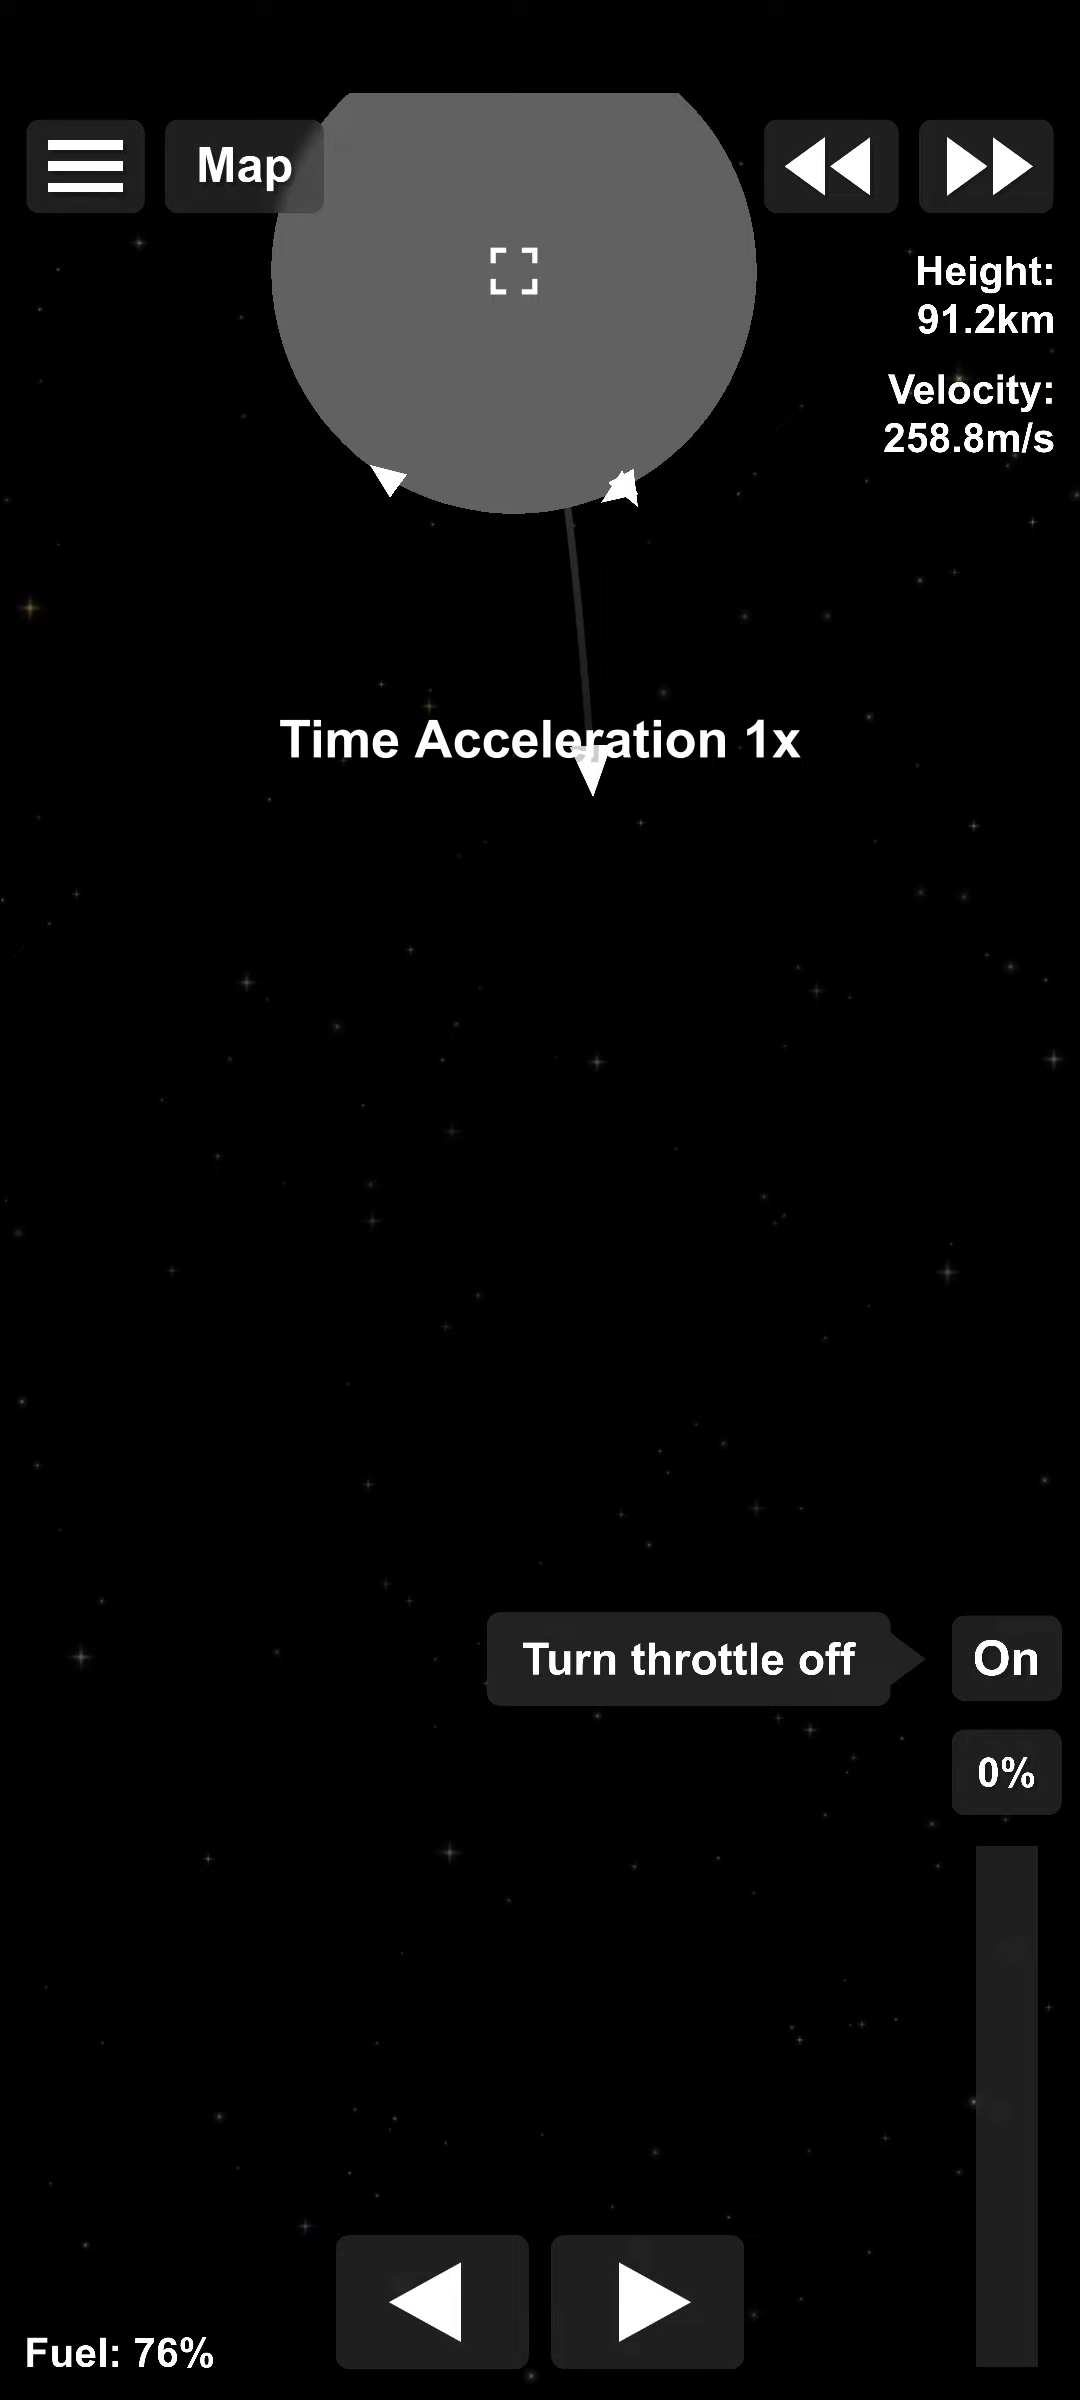 Map
Height:
91.2km
Velocity:
258.8m/s
Time Acceleration 1x
Turn throttle off
On
0%
Fuel: 76%